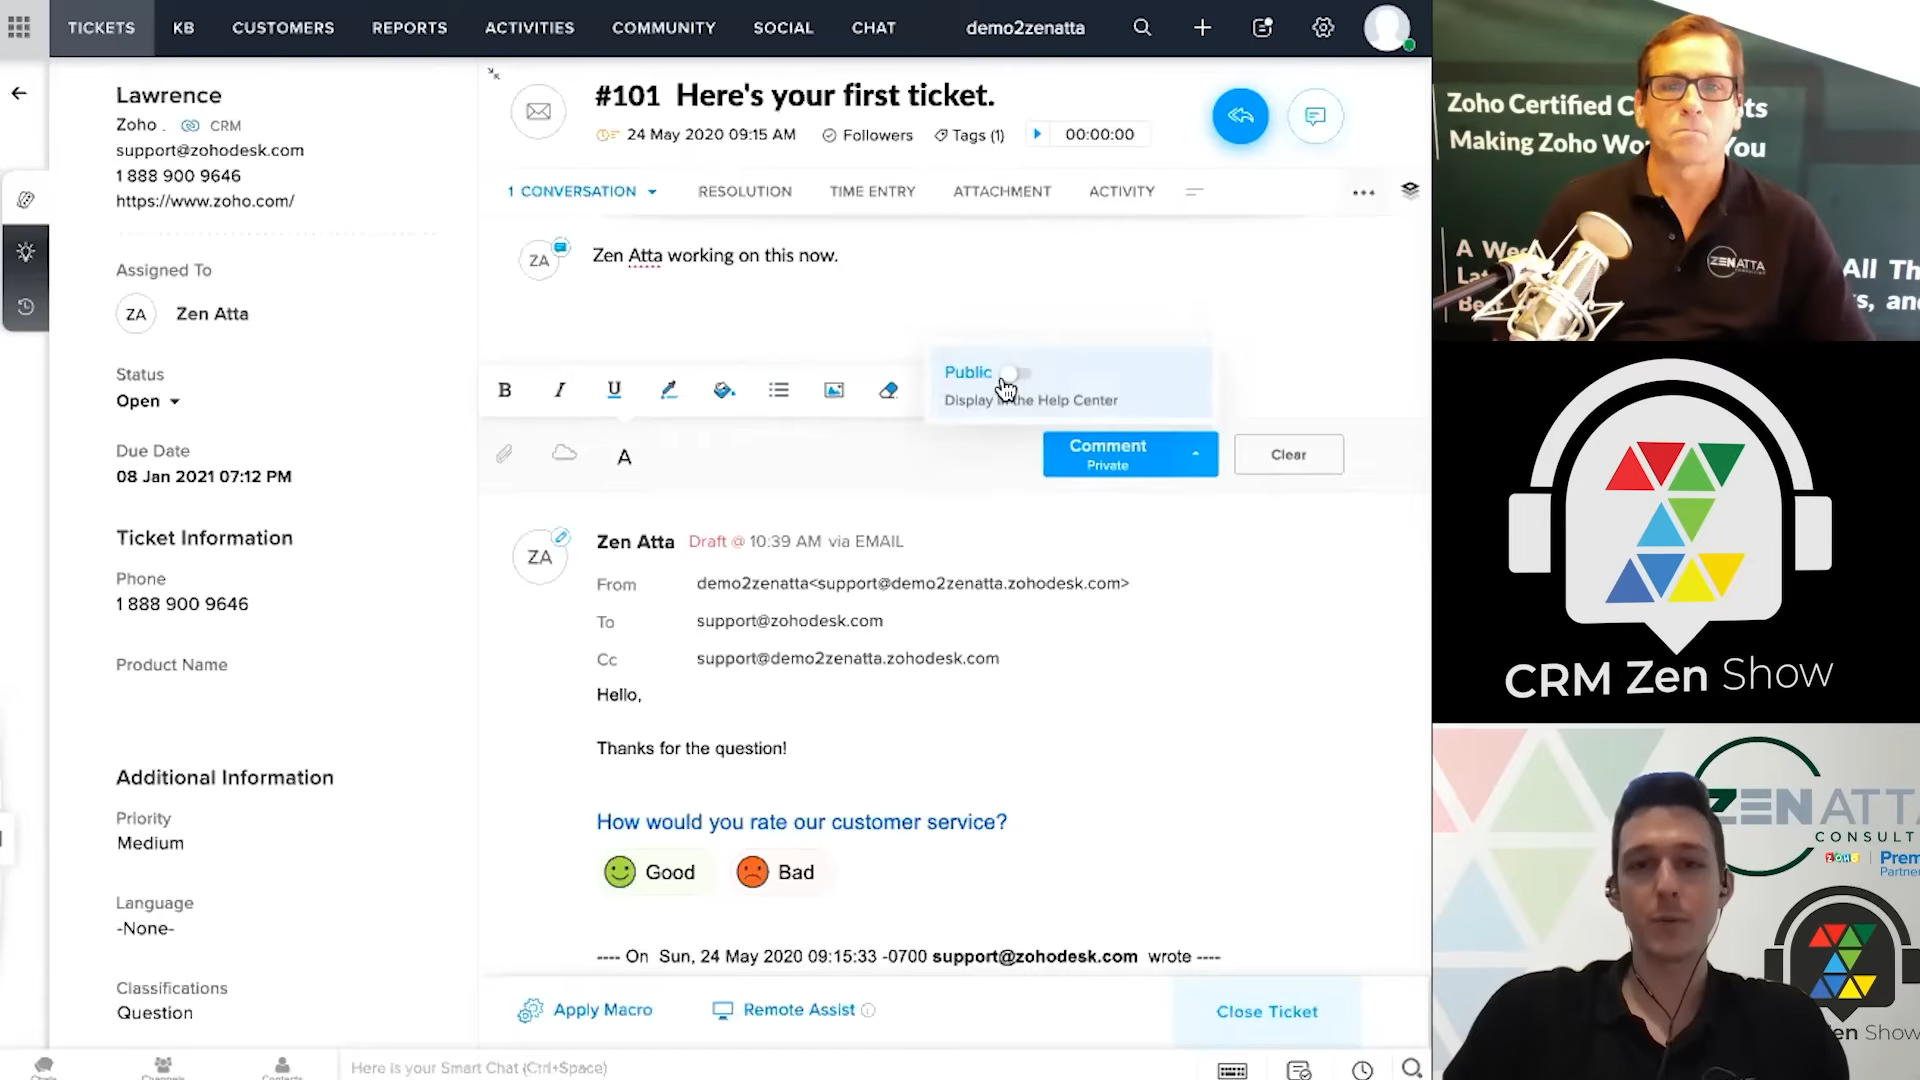 TICKETS KB CUSTOMERS REPORTS ACTIVITIES COMMUNITY SOCIAL CHAT demo2zenatta
Lawrence
Zoho . CRM
support@zohodesk.com
1 888 900 9646
https://www.zoho.com/
Assigned To
ZA Zen Atta
Status
Open
Due Date
08 Jan 2021 07:12 PM
Ticket Information
Phone
1 888 900 9646
Product Name
Additional Information
Priority
Medium
Language
-None-
Classifications
Question
#101 Here's your first ticket.
24 May 2020 09:15 AM Followers Tags (1) 00:00:00
1 CONVERSATION RESOLUTION TIME ENTRY ATTACHMENT ACTIVITY
ZA Zen Atta working on this now.
B I U
Public
Display the Help Center
A
Comment
Private
Clear
ZA Zen Atta Draft @ 10:39 AM via EMAIL
From demo2zenatta<support@demo2zenatta.zohodesk.com>
To support@zohodesk.com
Cc support@demo2zenatta.zohodesk.com
Hello,
Thanks for the question!
How would you rate our customer service?
Good Bad
---- On Sun, 24 May 2020 09:15:33 -0700 support@zohodesk.com wrote ----
Apply Macro Remote Assist Close Ticket
Here is your Smart Chat (Ctrl+Space)
Zoho Certified
Making Zoho
All
ZENATTA
CRM Zen Show
ZENATT
CONSULT
ZOHO
Partner
Show